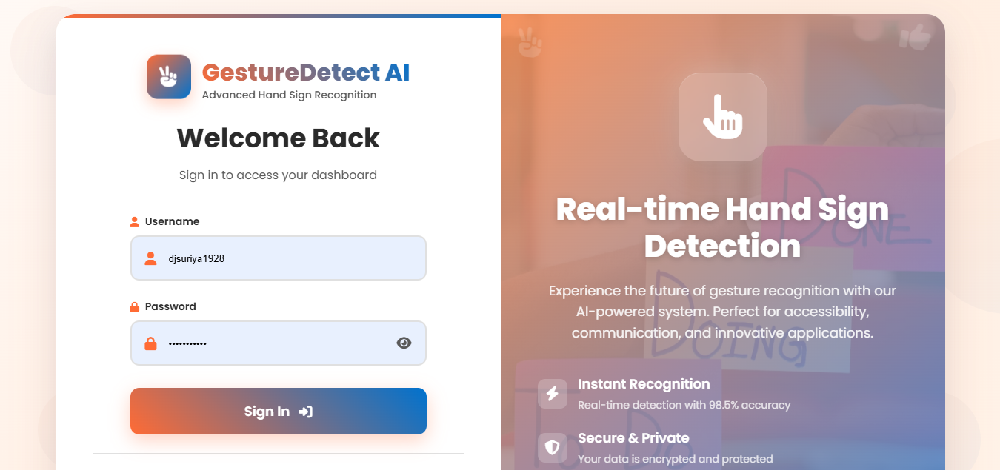 GestureDetect AI
Advanced Hand Sign Recognition
Welcome Back
Sign in to access your dashboard
Username
djsuriya1928
Password
•••••••••••
Sign In
Real-time Hand Sign
Detection
Experience the future of gesture recognition with our
AI-powered system. Perfect for accessibility,
communication, and innovative applications.
Instant Recognition
Real-time detection with 98.5% accuracy
Secure & Private
Your data is encrypted and protected
DONE
DOING
To Do